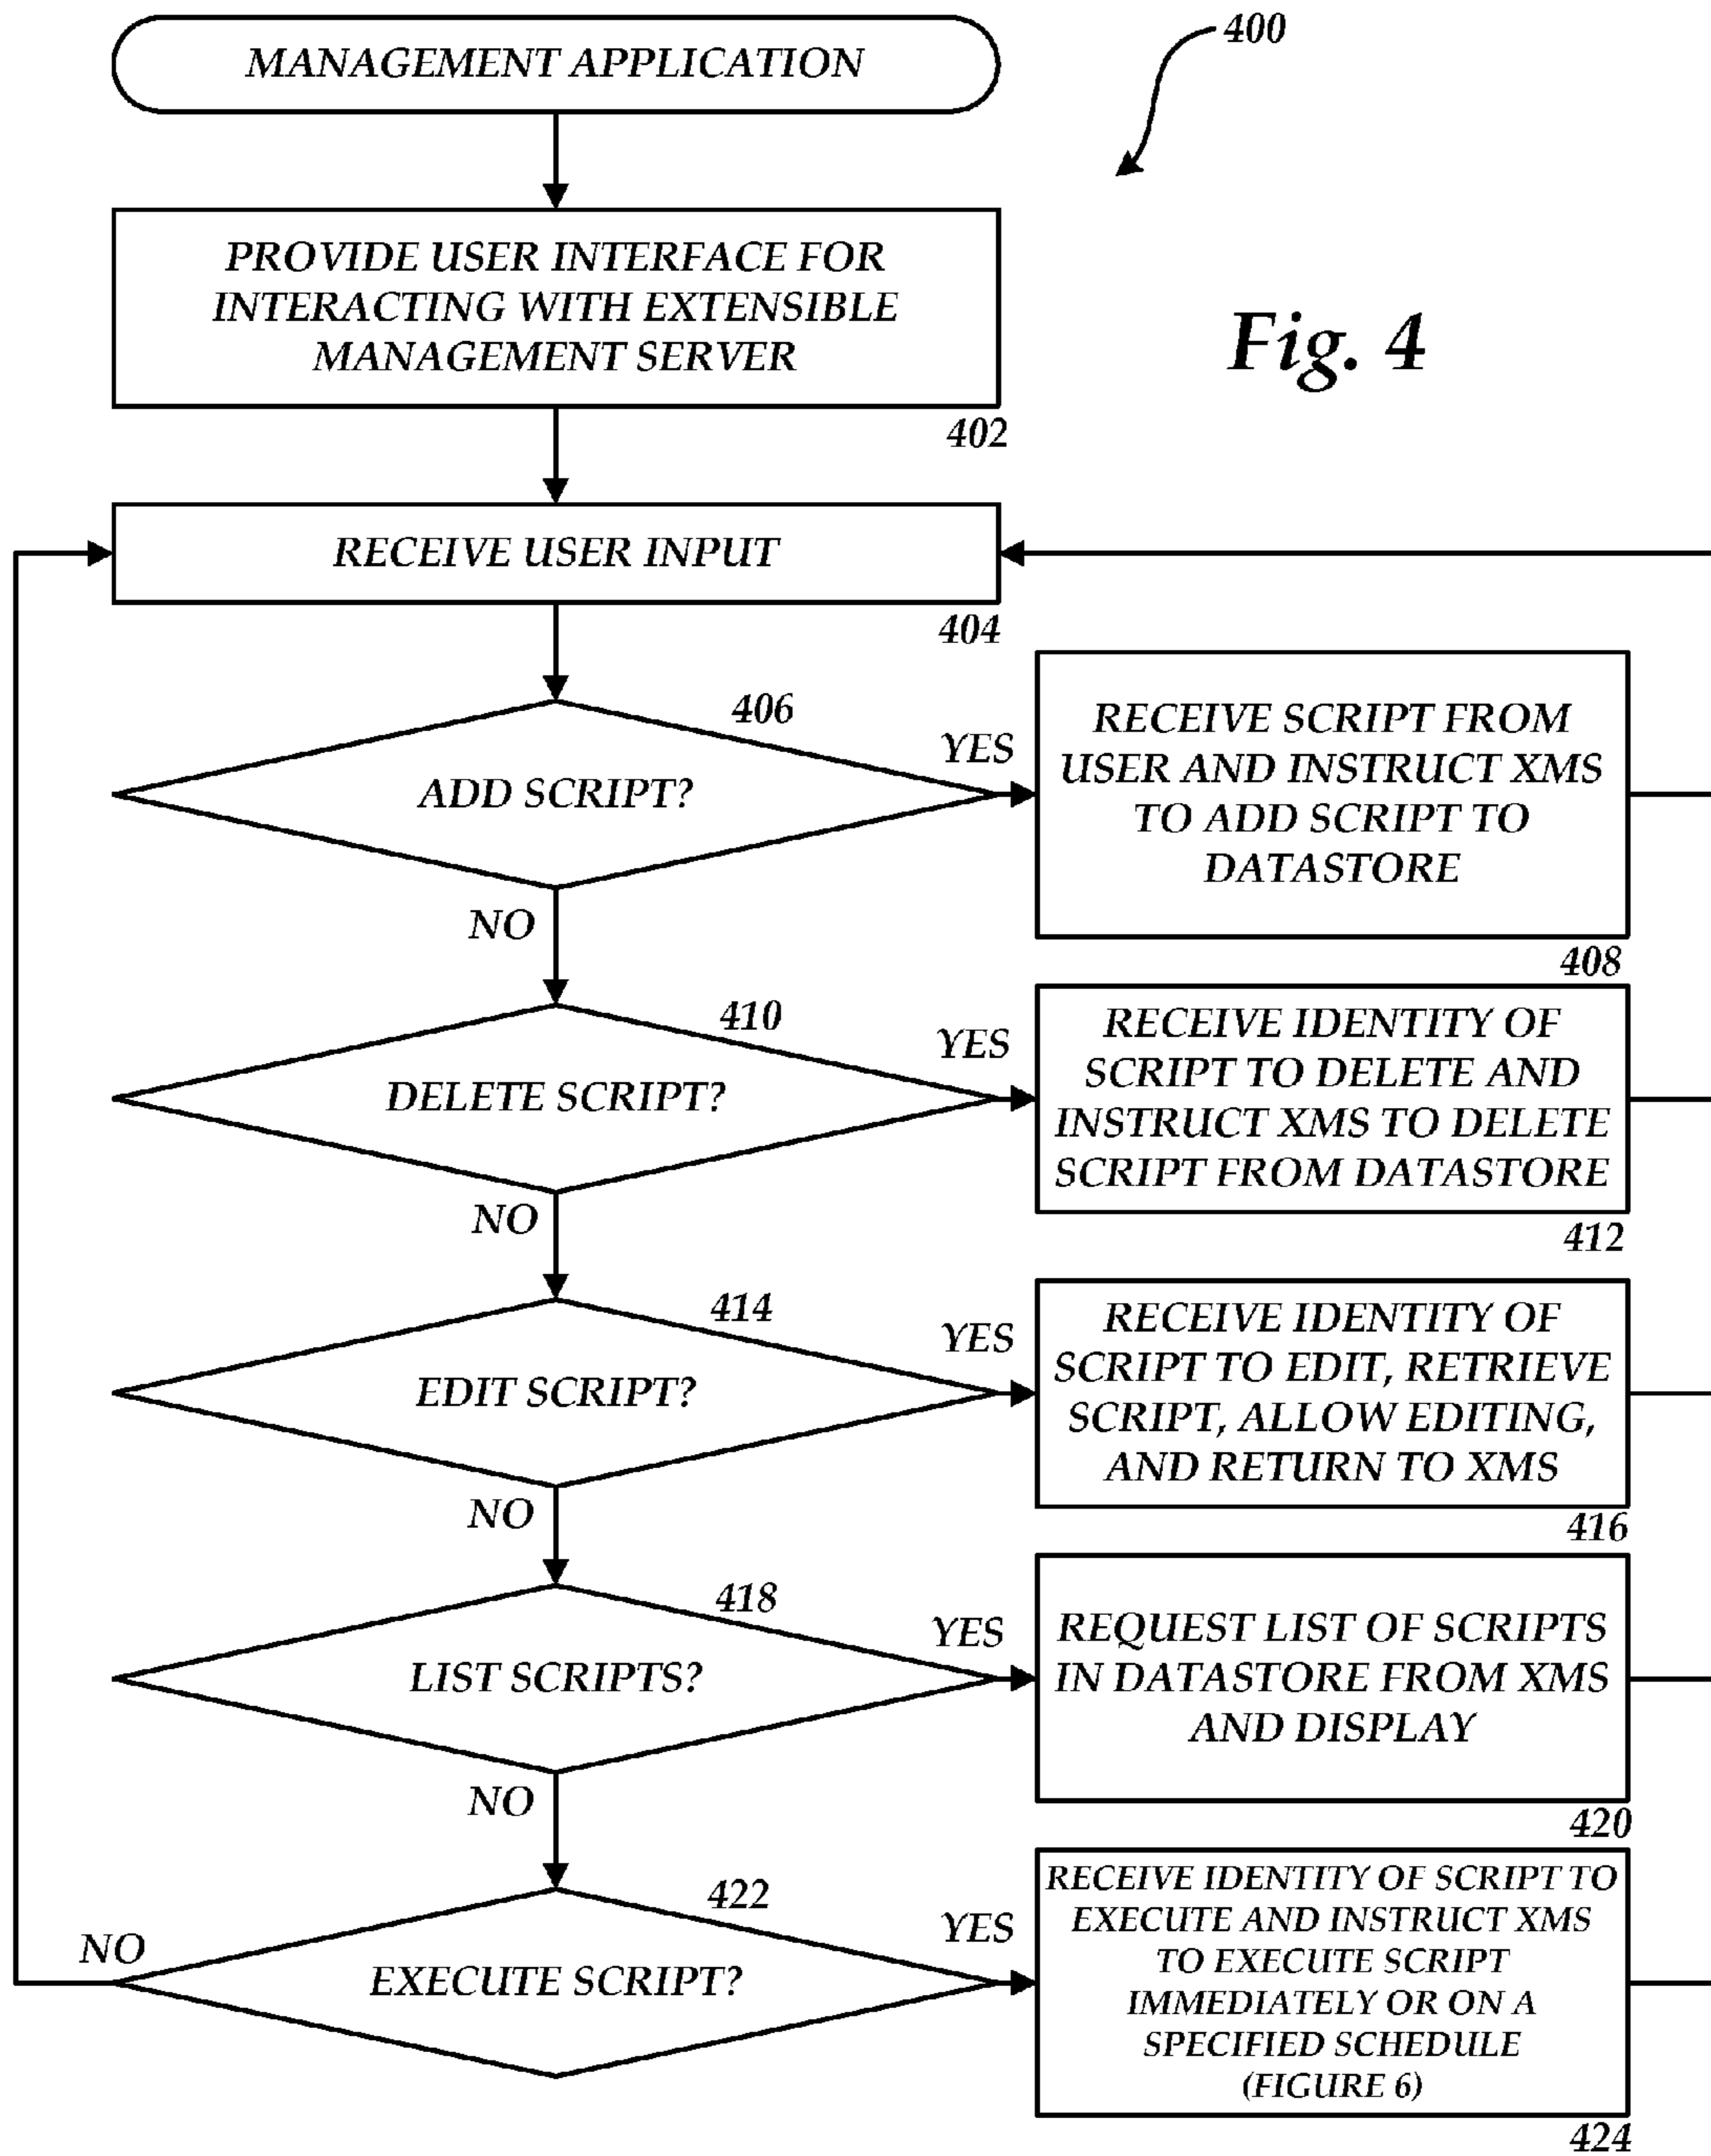 400
MANAGEMENT APPLICATION
PROVIDE USER INTERFACE FOR
INTERACTING WITH EXTENSIBLE
MANAGEMENT SERVER
402
Fig. 4
RECEIVE USER INPUT
404
406
ADD SCRIPT?
YES
NO
RECEIVE SCRIPT FROM
USER AND INSTRUCT XMS
TO ADD SCRIPT TO
DATASTORE
408
410
DELETE SCRIPT?
YES
NO
RECEIVE IDENTITY OF
SCRIPT TO DELETE AND
INSTRUCT XMS TO DELETE
SCRIPT FROM DATASTORE
412
414
EDIT SCRIPT?
YES
NO
RECEIVE IDENTITY OF
SCRIPT TO EDIT, RETRIEVE
SCRIPT, ALLOW EDITING,
AND RETURN TO XMS
416
418
LIST SCRIPTS?
YES
NO
REQUEST LIST OF SCRIPTS
IN DATASTORE FROM XMS
AND DISPLAY
420
422
EXECUTE SCRIPT?
YES
NO
RECEIVE IDENTITY OF SCRIPT TO
EXECUTE AND INSTRUCT XMS
TO EXECUTE SCRIPT
IMMEDIATELY OR ON A
SPECIFIED SCHEDULE
(FIGURE 6)
424